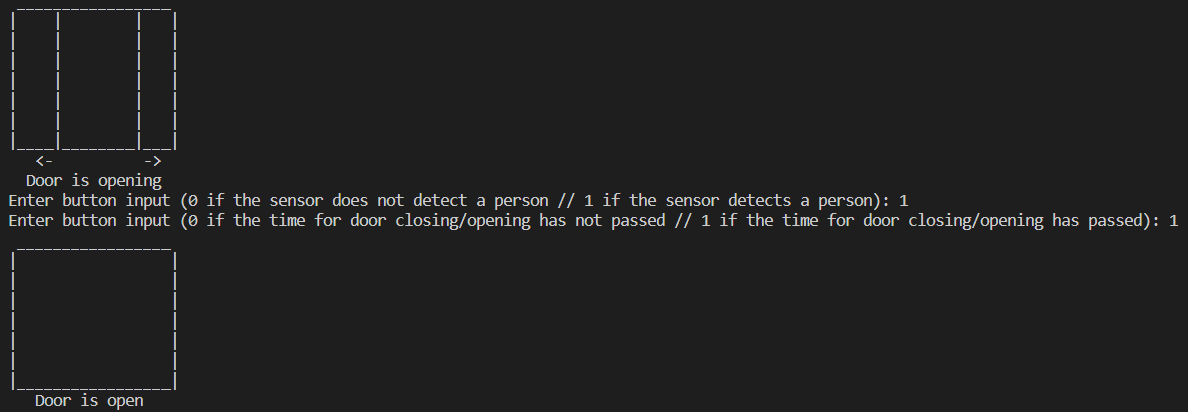 <-          ->
Door is opening
Enter button input (0 if the sensor does not detect a person // 1 if the sensor detects a person): 1
Enter button input (0 if the time for door closing/opening has not passed // 1 if the time for door closing/opening has passed): 1
Door is open